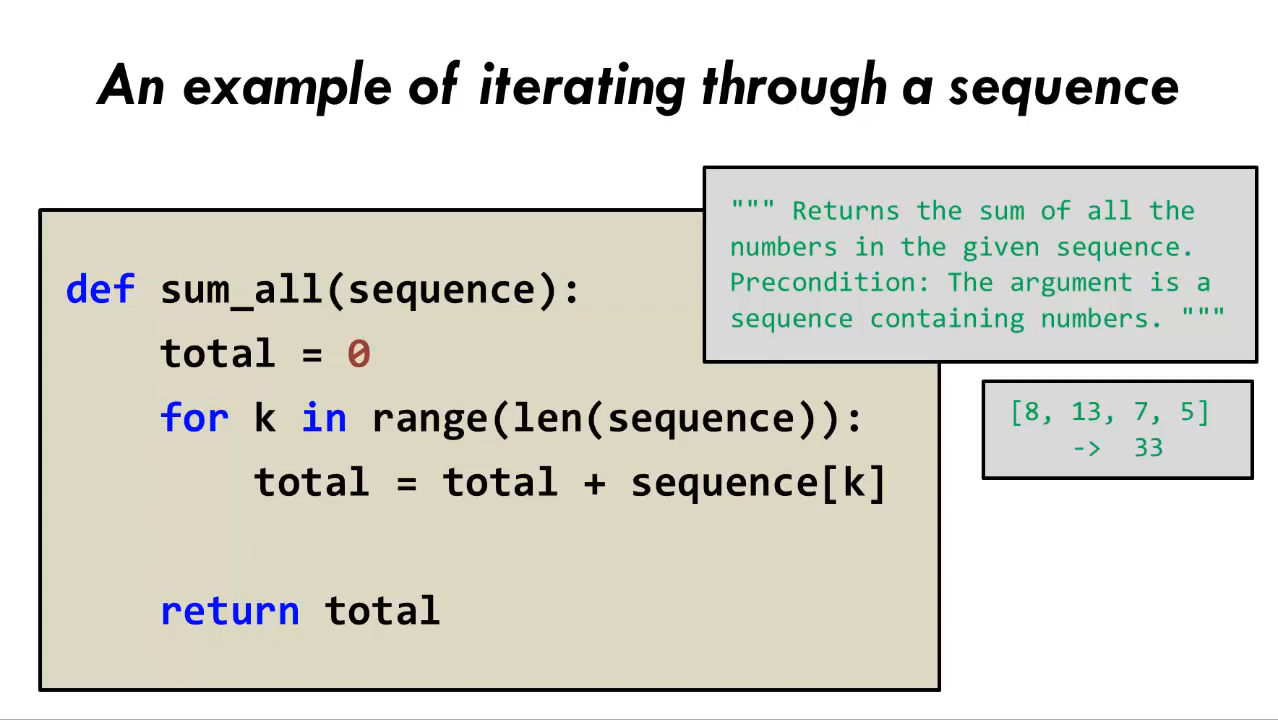 An example of iterating through a sequence
""" Returns the sum of all the
numbers in the given sequence.
Precondition: The argument is a
sequence containing numbers. """
def sum_all(sequence):
total = 0
for k in range(len(sequence)):
total = total + sequence[k]
return total
[8, 13, 7, 5]
-> 33